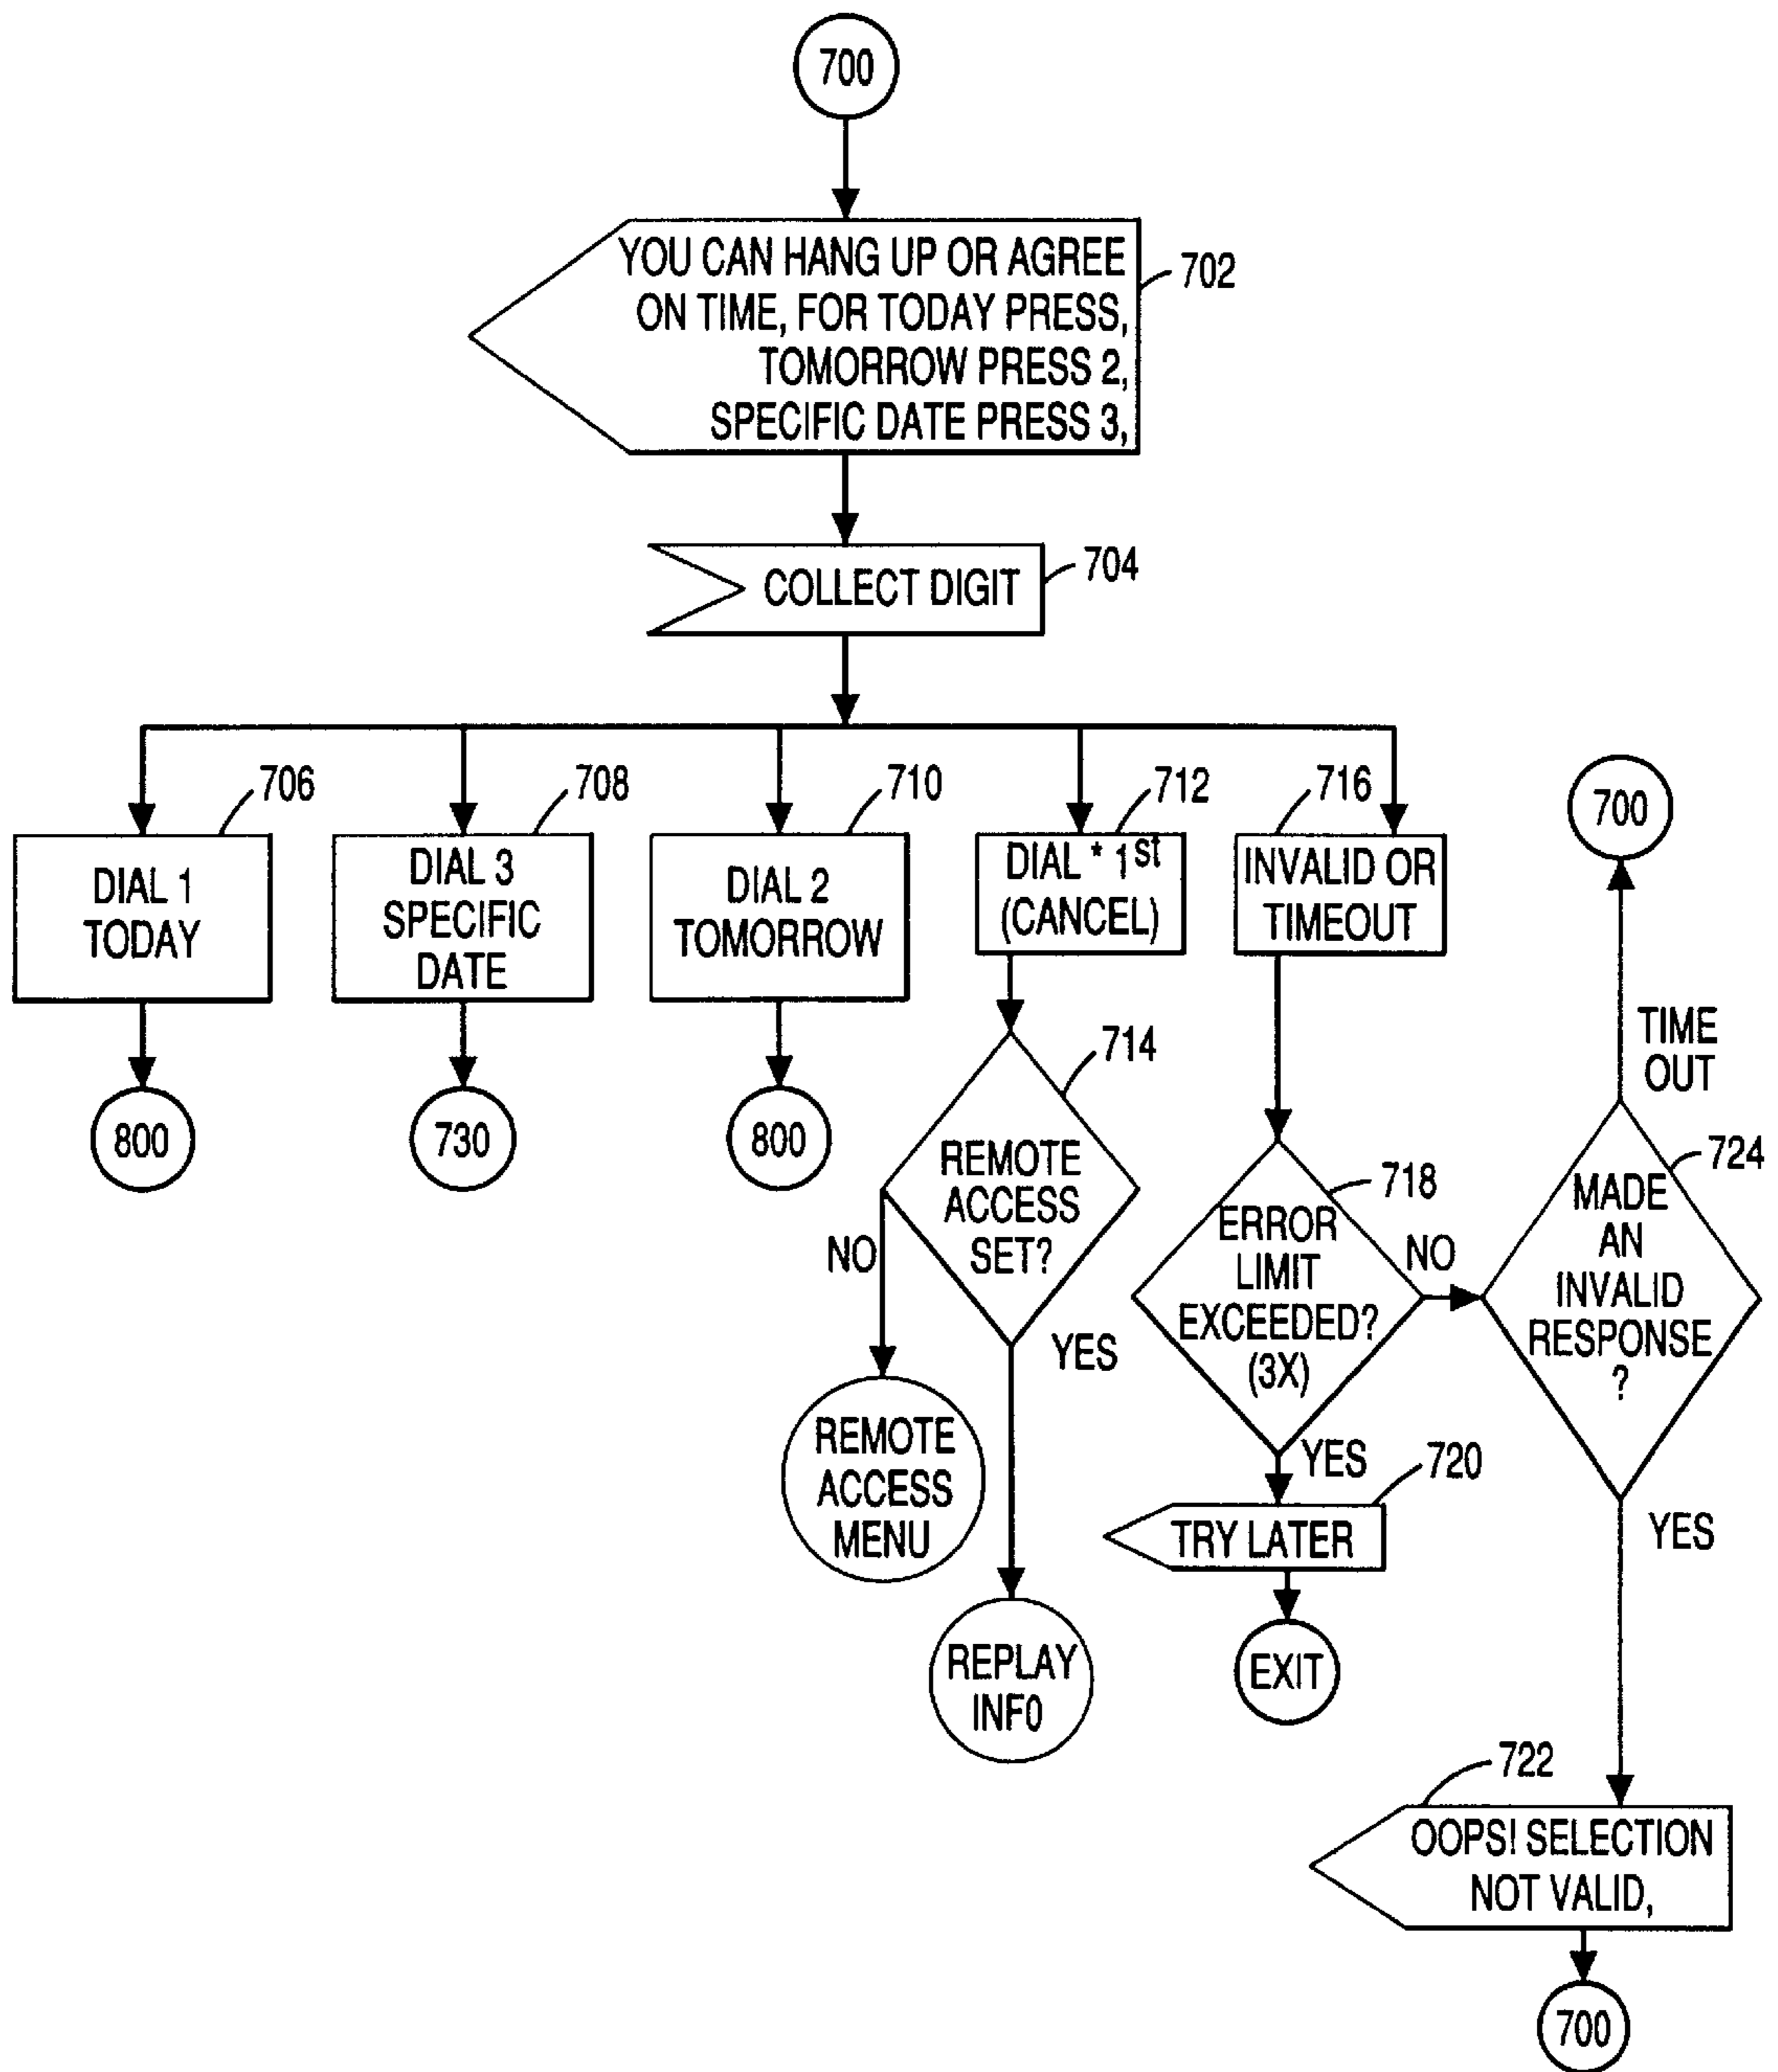 700
YOU CAN HANG UP OR AGREE
ON TIME, FOR TODAY PRESS,
TOMORROW PRESS 2,
SPECIFIC DATE PRESS 3,
702
COLLECT DIGIT
704
706
708
710
712
716
700
DIAL 1
TODAY
DIAL 3
SPECIFIC
DATE
DIAL 2
TOMORROW
DIAL * 1st
(CANCEL)
INVALID OR
TIMEOUT
TIME
OUT
800
730
800
714
REMOTE
ACCESS
SET?
NO
YES
718
ERROR
LIMIT
EXCEEDED?
(3X)
NO
YES
724
MADE
AN
INVALID
RESPONSE
?
YES
REMOTE
ACCESS
MENU
720
TRY LATER
REPLAY
INFO
EXIT
722
OOPS! SELECTION
NOT VALID,
700